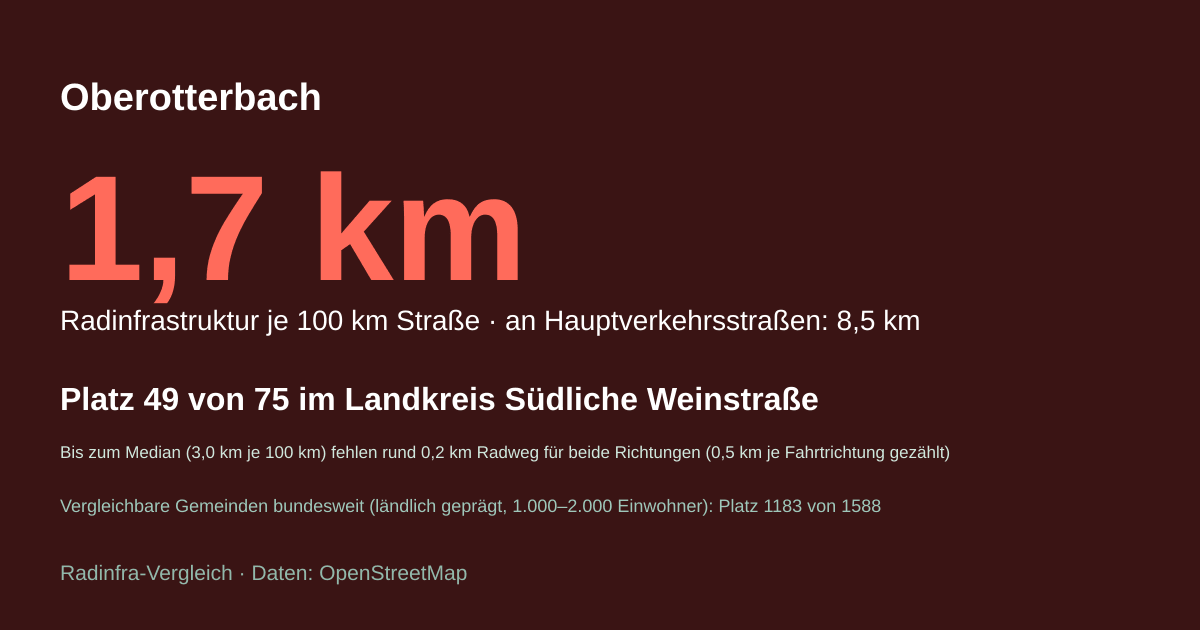 Oberotterbach
1,7 km
Radinfrastruktur je 100 km Straße · an Hauptverkehrsstraßen: 8,5 km
Platz 49 von 75 im Landkreis Südliche Weinstraße
Bis zum Median (3,0 km je 100 km) fehlen rund 0,2 km Radweg für beide Richtungen (0,5 km je Fahrtrichtung gezählt)
Vergleichbare Gemeinden bundesweit (ländlich geprägt, 1.000–2.000 Einwohner): Platz 1183 von 1588
Radinfra-Vergleich · Daten: OpenStreetMap